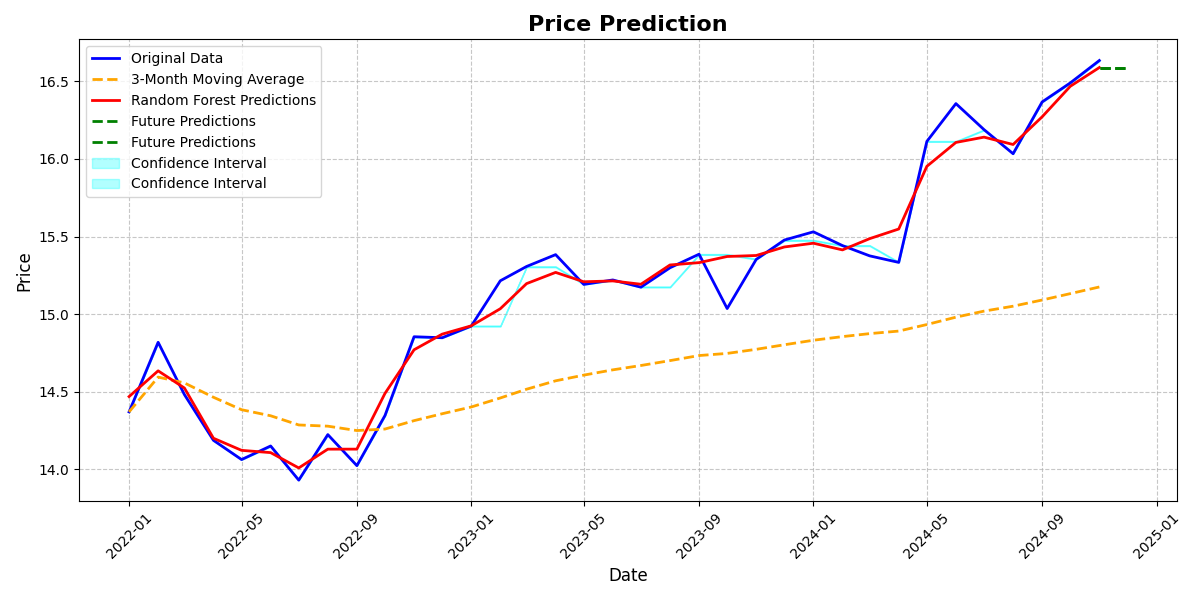 Price Prediction
Original Data
3-Month Moving Average
Random Forest Predictions
Future Predictions
Future Predictions
Confidence Interval
Confidence Interval
Price
16.5
16.0
15.5
15.0
14.5
14.0
2022-01
2022-05
2022-09
2023-01
2023-05
2023-09
2024-01
2024-05
2024-09
2025-01
Date